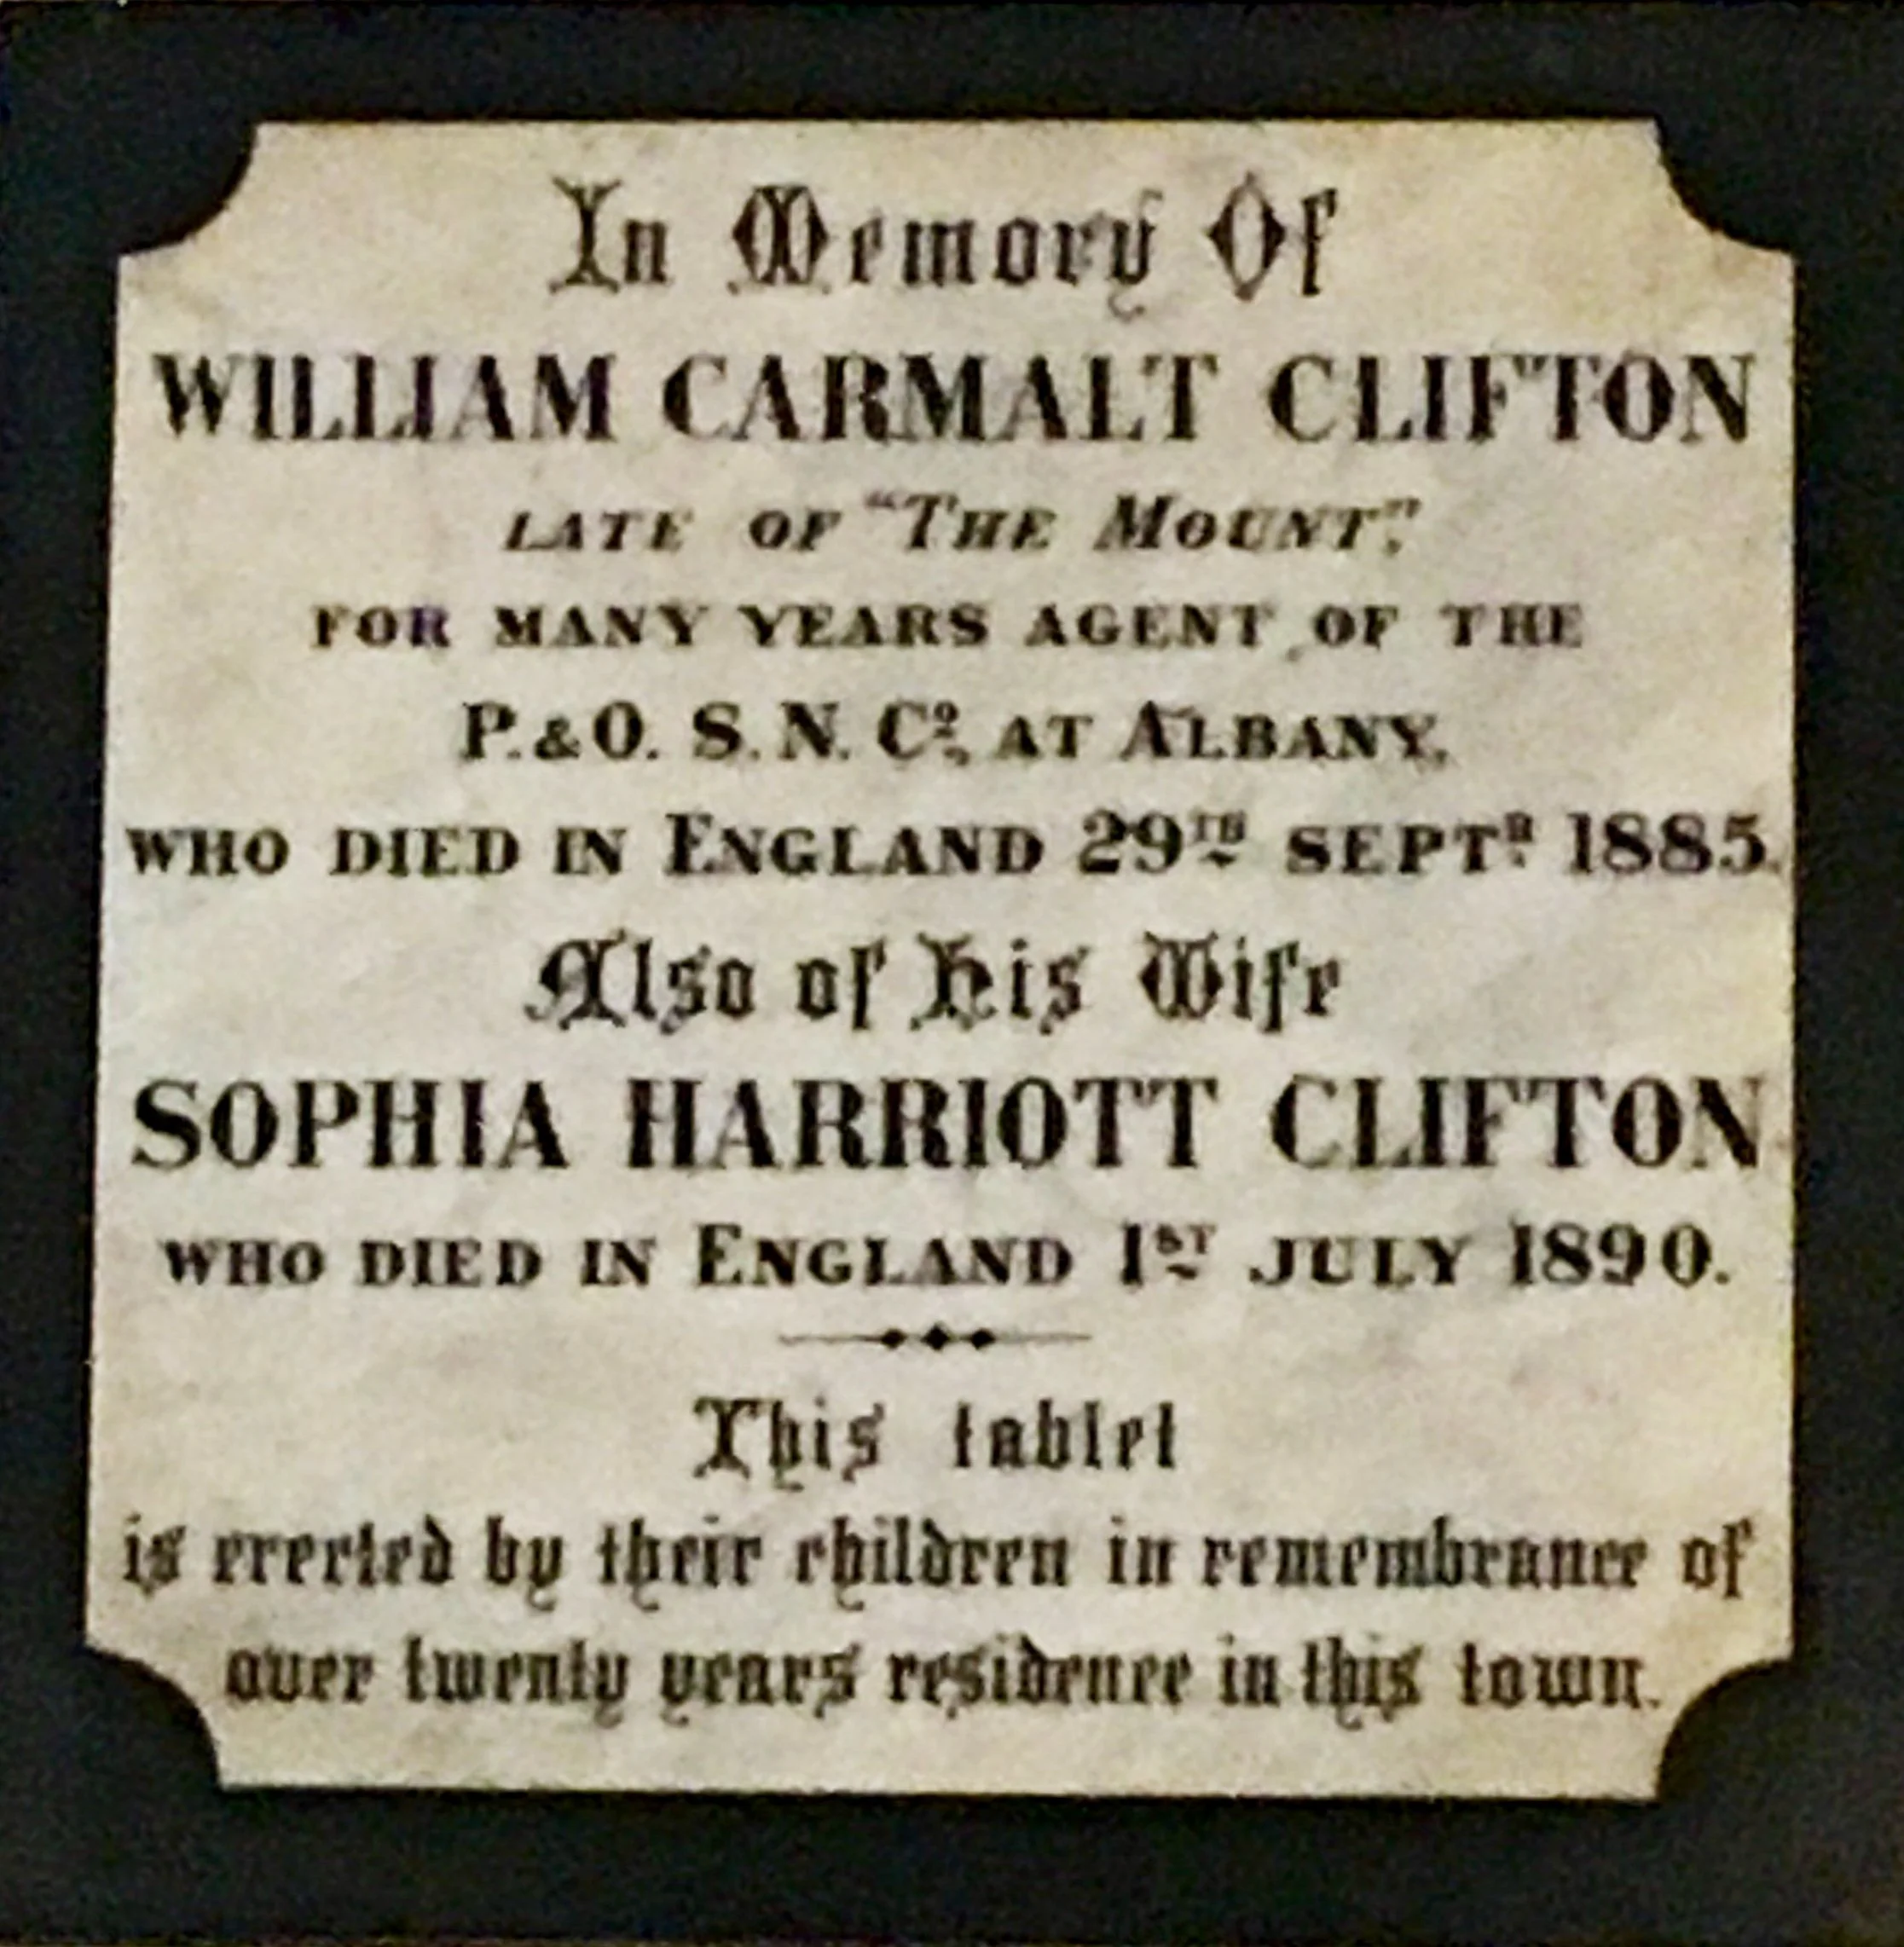 In Memory Of
WILLIAM CARMALT CLIFTON
LATE OF "THE MOUNT",
FOR MANY YEARS AGENT OF THE
P. & O. S. N. Cº, AT ALBANY,
WHO DIED IN ENGLAND 29TH SEPTR 1885.
Also of his Wife
SOPHIA HARRIOTT CLIFTON
WHO DIED IN ENGLAND 1ST JULY 1890.
This tablet
is erected by their children in remembrance of
over twenty years residence in this town.